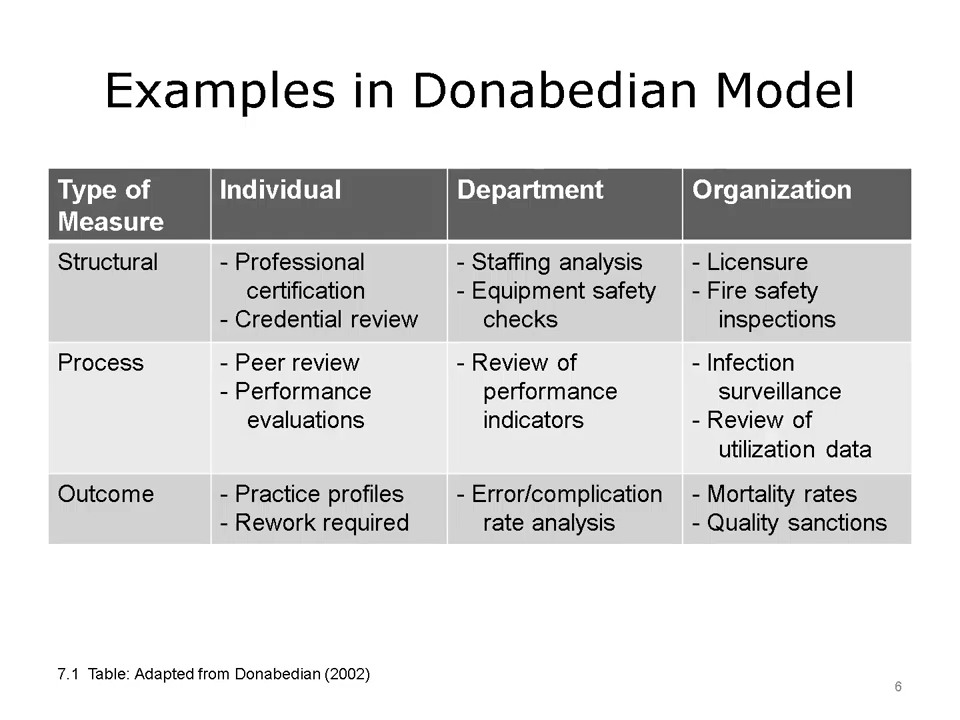 Examples in Donabedian Model
Type of Measure
Individual
Department
Organization
Structural
- Professional
certification
- Credential review
- Staffing analysis
- Equipment safety
checks
- Licensure
- Fire safety
inspections
Process
- Peer review
- Performance
evaluations
- Review of
performance
indicators
- Infection
surveillance
- Review of
utilization data
Outcome
- Practice profiles
- Rework required
- Error/complication
rate analysis
- Mortality rates
- Quality sanctions
7.1 Table: Adapted from Donabedian (2002)
6